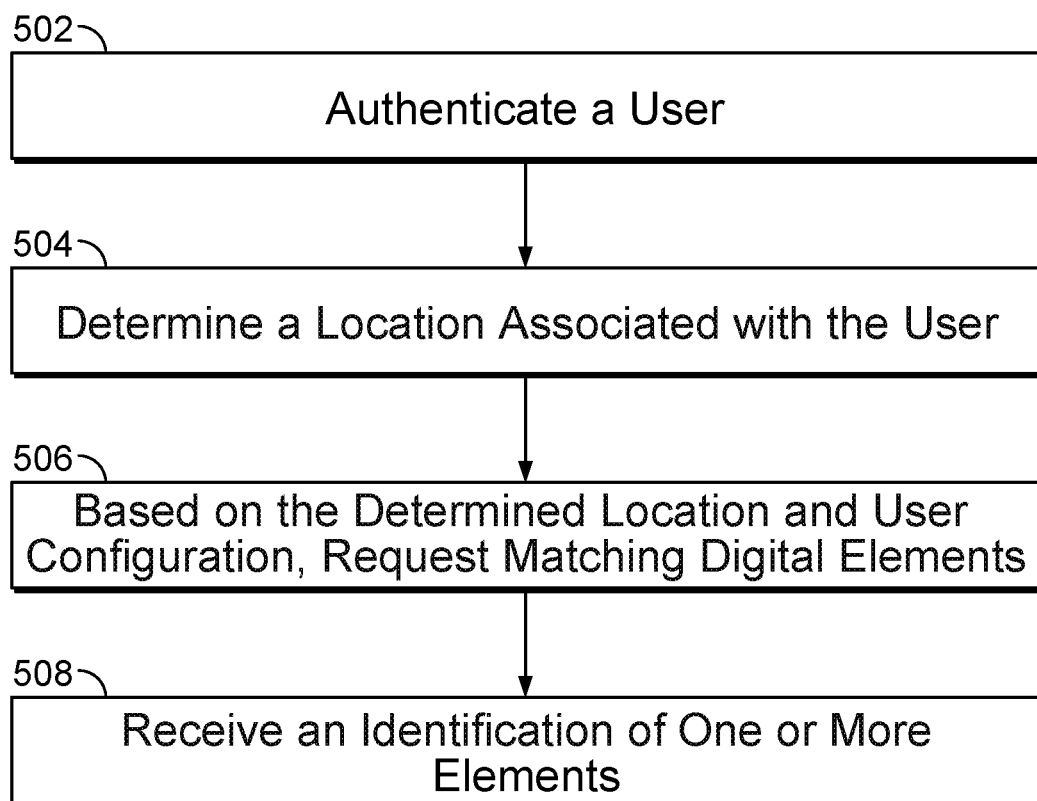 502
Authenticate a User
504
Determine a Location Associated with the User
506
Based on the Determined Location and User
Configuration, Request Matching Digital Elements
508
Receive an Identification of One or More
Elements